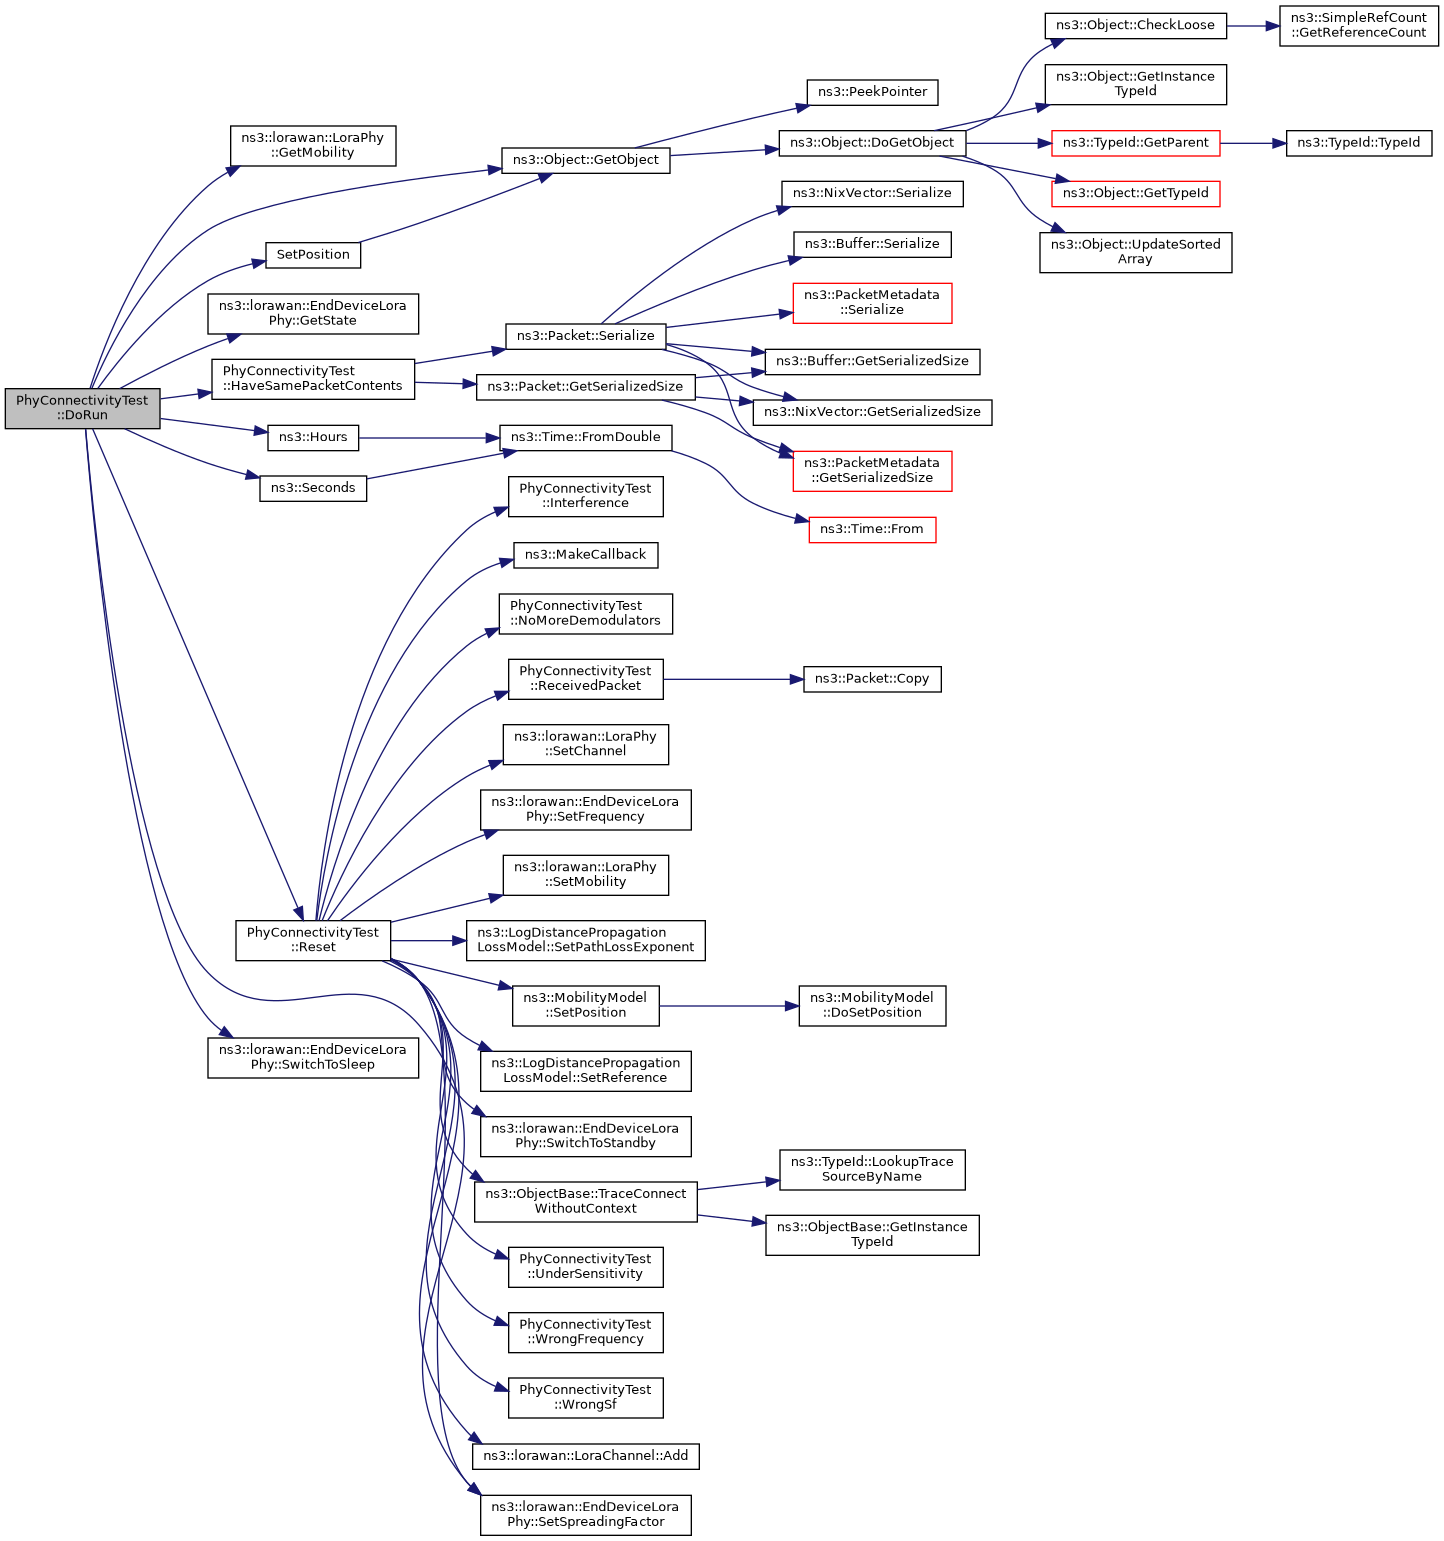 PhyConnectivityTest
::DoRun
ns3::lorawan::LoraPhy
::GetMobility
ns3::Object::GetObject
SetPosition
ns3::lorawan::EndDeviceLora
Phy::GetState
PhyConnectivityTest
::HaveSamePacketContents
ns3::Hours
ns3::Seconds
PhyConnectivityTest
::Reset
ns3::lorawan::EndDeviceLora
Phy::SwitchToSleep
ns3::PeekPointer
ns3::Object::DoGetObject
ns3::Object::CheckLoose
ns3::SimpleRefCount
::GetReferenceCount
ns3::Object::GetInstance
TypeId
ns3::TypeId::GetParent
ns3::TypeId::TypeId
ns3::Object::GetTypeId
ns3::Object::UpdateSorted
Array
ns3::Packet::Serialize
ns3::Packet::GetSerializedSize
ns3::NixVector::Serialize
ns3::Buffer::Serialize
ns3::PacketMetadata
::Serialize
ns3::Buffer::GetSerializedSize
ns3::NixVector::GetSerializedSize
ns3::PacketMetadata
::GetSerializedSize
ns3::Time::FromDouble
ns3::Time::From
PhyConnectivityTest
::Interference
ns3::MakeCallback
PhyConnectivityTest
::NoMoreDemodulators
PhyConnectivityTest
::ReceivedPacket
ns3::Packet::Copy
ns3::lorawan::LoraPhy
::SetChannel
ns3::lorawan::EndDeviceLora
Phy::SetFrequency
ns3::lorawan::LoraPhy
::SetMobility
ns3::LogDistancePropagation
LossModel::SetPathLossExponent
ns3::MobilityModel
::SetPosition
ns3::MobilityModel
::DoSetPosition
ns3::LogDistancePropagation
LossModel::SetReference
ns3::lorawan::EndDeviceLora
Phy::SwitchToStandby
ns3::ObjectBase::TraceConnect
WithoutContext
ns3::TypeId::LookupTrace
SourceByName
ns3::ObjectBase::GetInstance
TypeId
PhyConnectivityTest
::UnderSensitivity
PhyConnectivityTest
::WrongFrequency
PhyConnectivityTest
::WrongSf
ns3::lorawan::LoraChannel::Add
ns3::lorawan::EndDeviceLora
Phy::SetSpreadingFactor